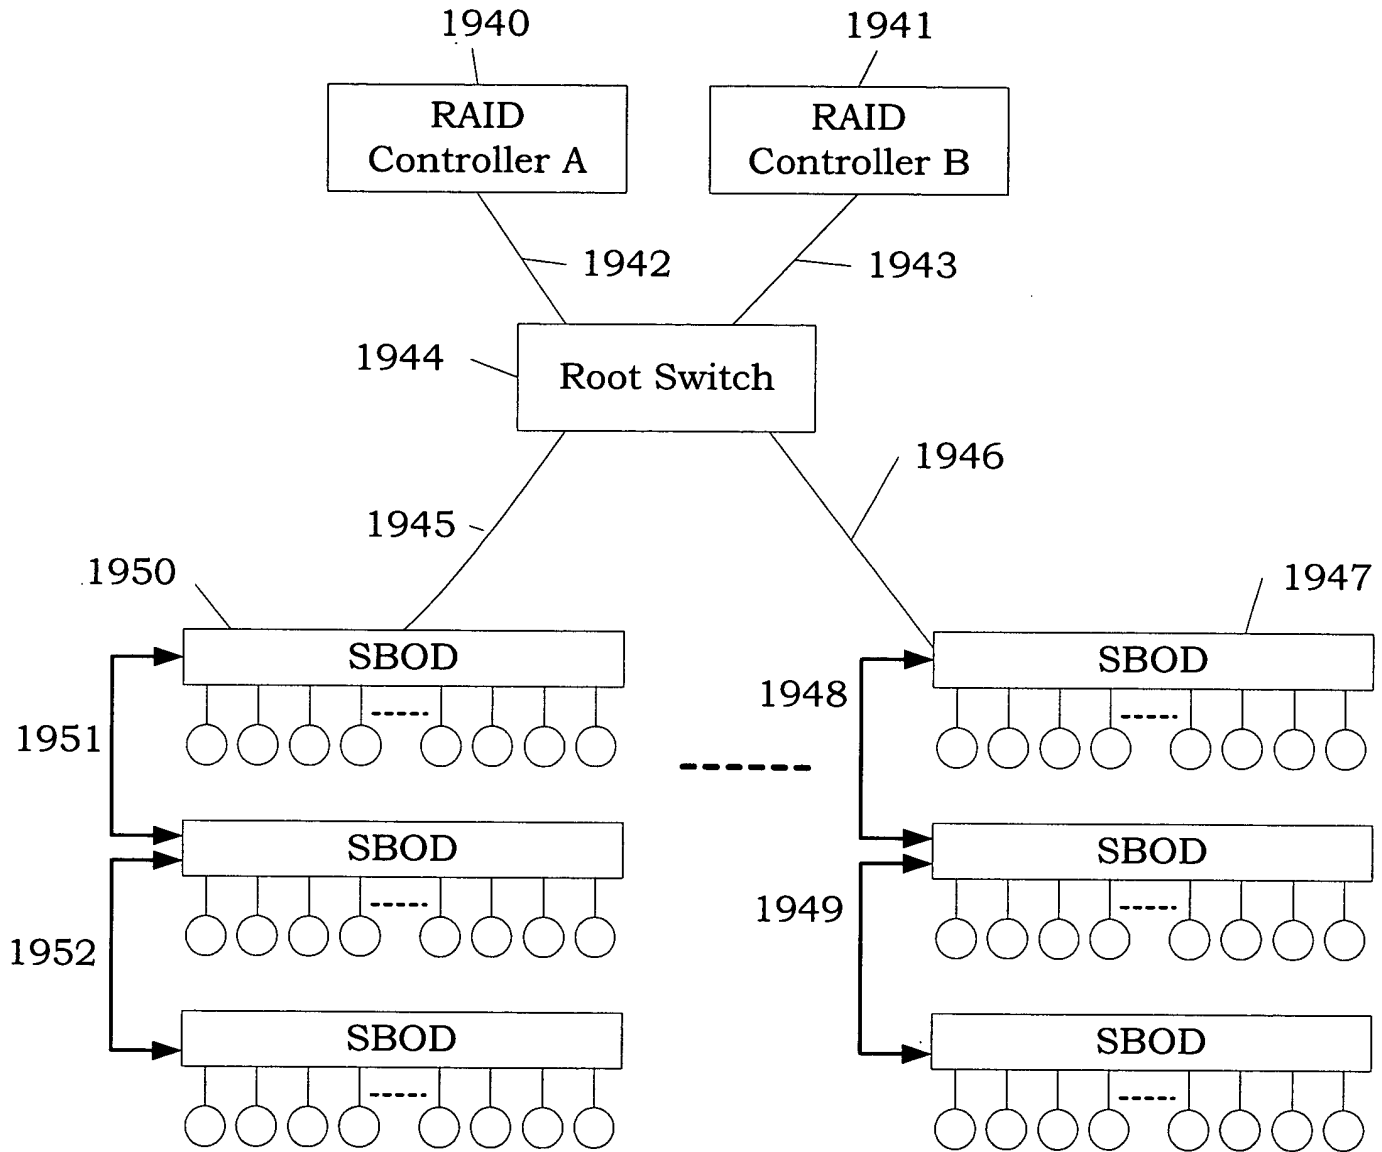 1940
1941
RAID
Controller A
RAID
Controller B
1942
1943
1944
Root Switch
1945
1946
1950
1947
SBOD
SBOD
1951
1948
SBOD
SBOD
1952
1949
SBOD
SBOD